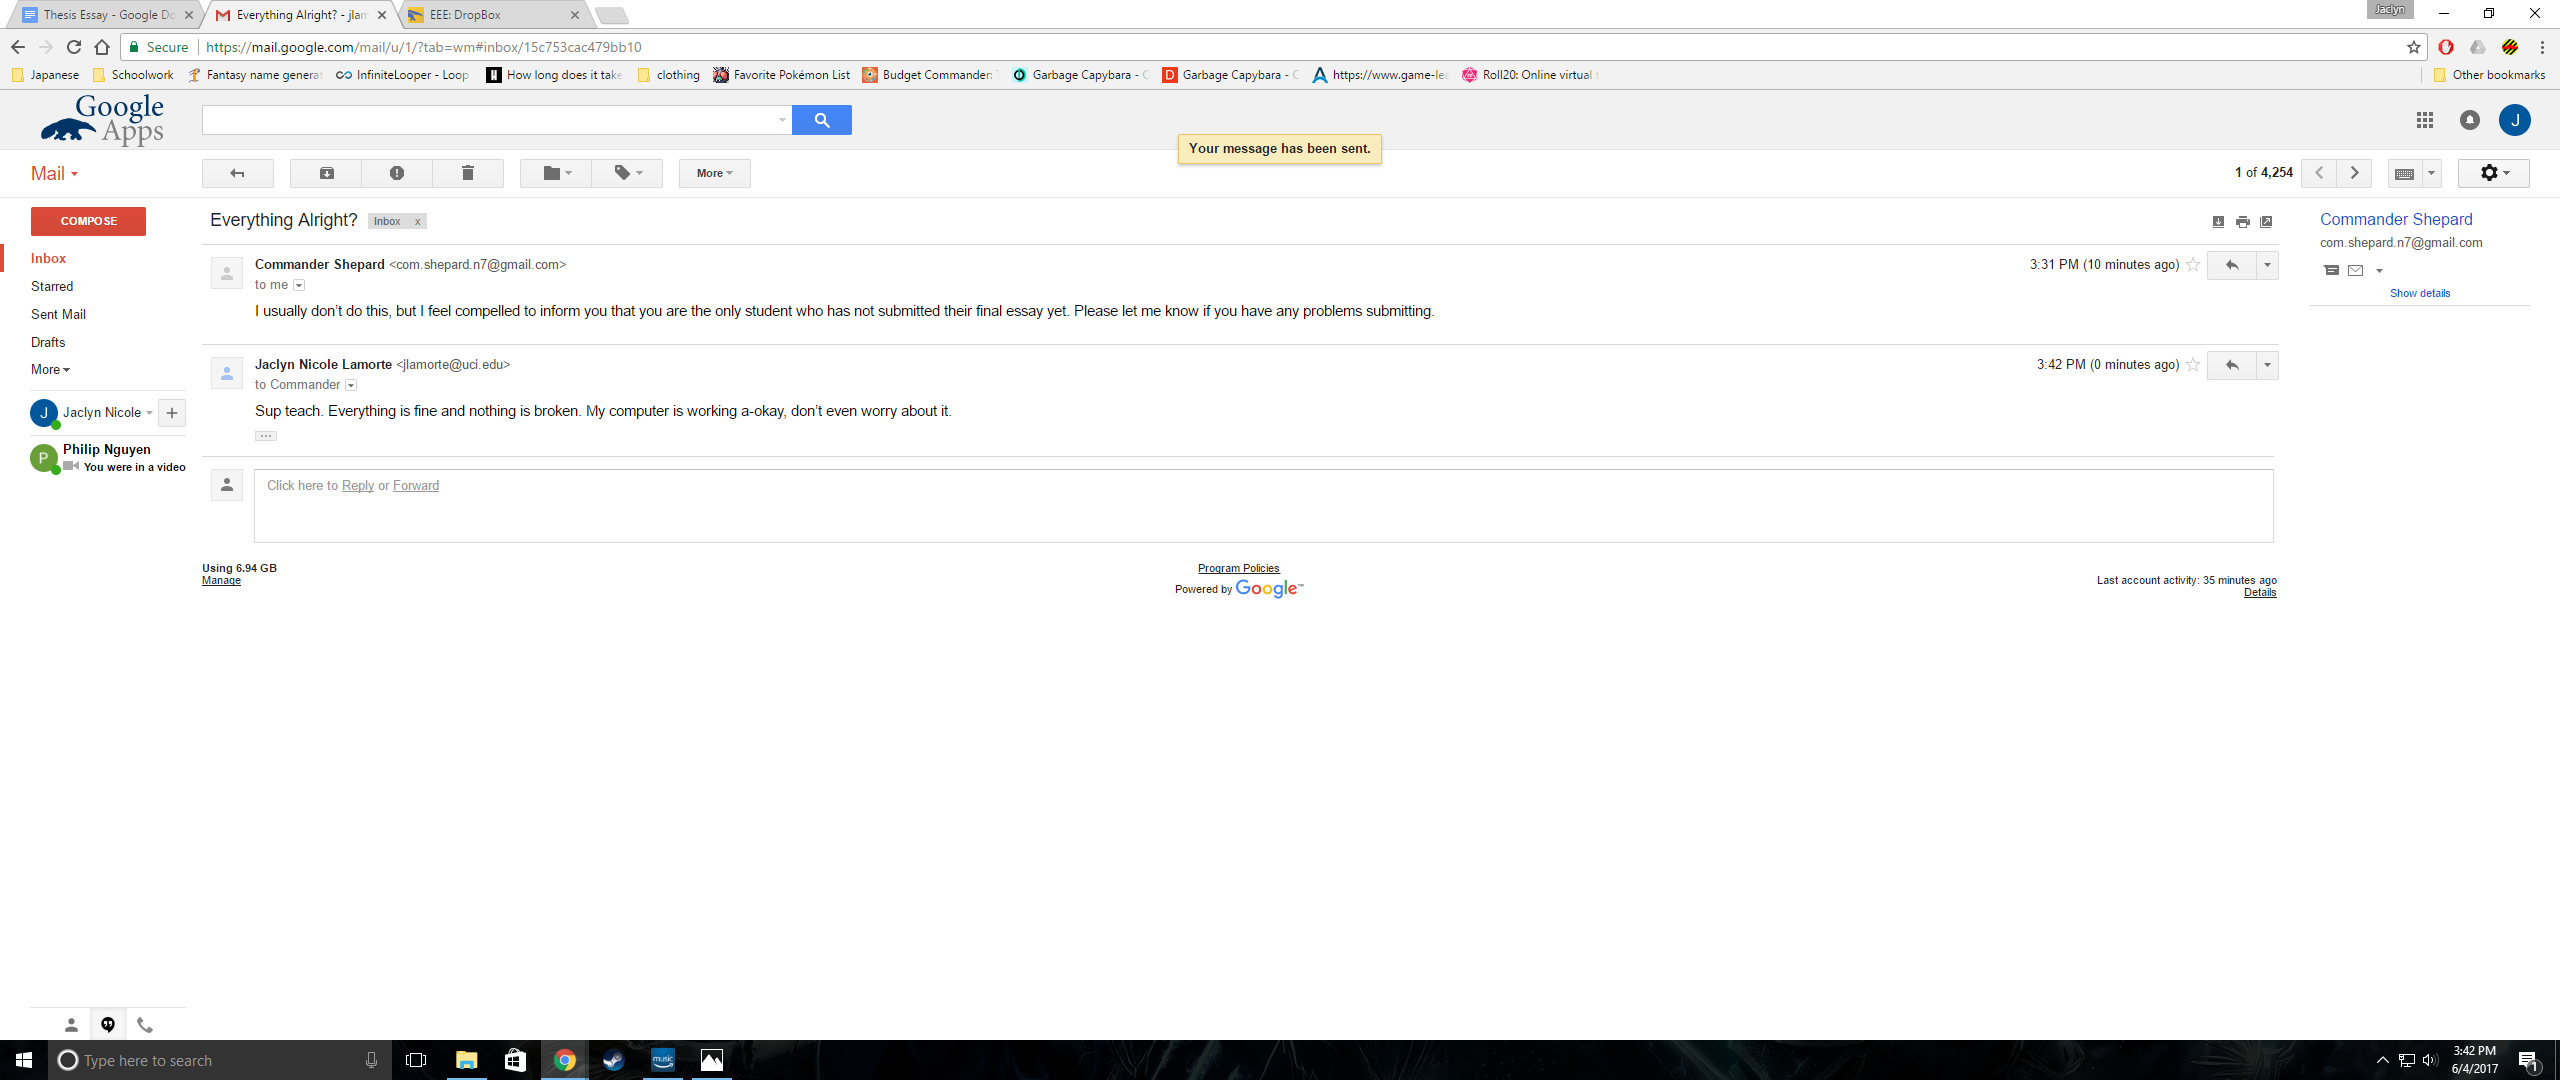 Thesis Essay - Google Do
Everything Alright? - jlam
EEE: DropBox
Jaclyn
Secure https://mail.google.com/mail/u/1/?tab=wm#inbox/15c753cac479bb10
Japanese Schoolwork Fantasy name generat InfiniteLooper - Loop How long does it take clothing Favorite Pokémon List Budget Commander: Garbage Capybara - C Garbage Capybara - C https://www.game-lea Roll20: Online virtual Other bookmarks
Google
Apps
J
Your message has been sent.
Mail
More
1 of 4,254
COMPOSE
Everything Alright? Inbox x
Commander Shepard
com.shepard.n7@gmail.com
Show details
Inbox
Starred
Sent Mail
Drafts
More
J Jaclyn Nicole
P Philip Nguyen
You were in a video
Commander Shepard <com.shepard.n7@gmail.com> 3:31 PM (10 minutes ago)
to me
I usually don't do this, but I feel compelled to inform you that you are the only student who has not submitted their final essay yet. Please let me know if you have any problems submitting.
Jaclyn Nicole Lamorte <jlamorte@uci.edu> 3:42 PM (0 minutes ago)
to Commander
Sup teach. Everything is fine and nothing is broken. My computer is working a-okay, don't even worry about it.
Click here to Reply or Forward
Using 6.94 GB
Manage
Program Policies
Powered by Google™
Last account activity: 35 minutes ago
Details
Type here to search
music
3:42 PM
6/4/2017
1